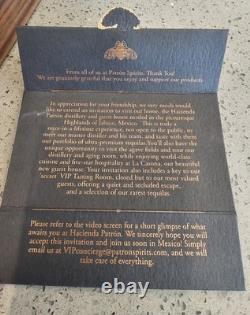 From all of us at Patrón Spirits, Thank You!
We are genuinely grateful that you enjoy and support our products
In appreciation for your friendship, we very much would
like to extend an invitation to visit our home, the Hacienda
Patrón distillery and guest house nestled in the picturesque
Highlands of Jalisco, Mexico. This is truly a
once-in-a-lifetime experience, not open to the public, to
meet our master distiller and his team, and taste with them
our portfolio of ultra premium tequilas. You'll also have the
unique opportunity to visit the agave fields and tour our
distillery and aging room, while enjoying world-class
cuisine and five-star hospitality at La Casona, our beautiful
new guest house. Your invitation also includes a key to our
secret VIP Tasting Room, closed but to our most valued
guests, offering a quiet and secluded escape,
and a selection of our rarest tequilas.
Please refer to the video screen for a short glimpse of what
awaits you at Hacienda Patrón. We sincerely hope you will
accept this invitation and join us soon in Mexico! Simply
email us at VIPconcierge@patronspirits.com, and we will
take care of everything.